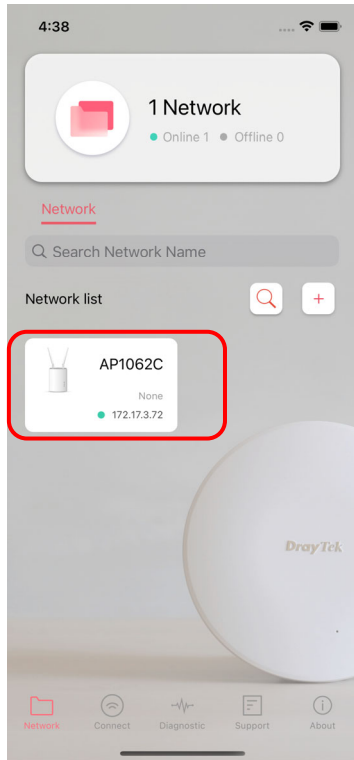 4:38
1 Network
Online 1 Offline 0
Network
Search Network Name
Network list
+
AP1062C
None
172.17.3.72
DrayTek
Network Connect Diagnostic Support About